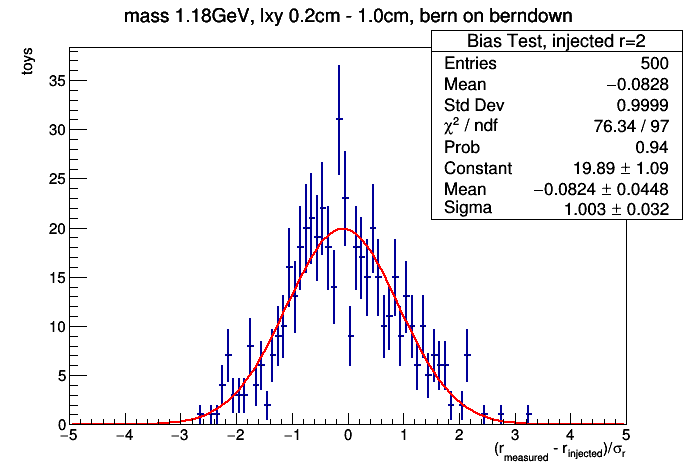 mass 1.18GeV, lxy 0.2cm - 1.0cm, bern on berndown
toys
Bias Test, injected r=2
Entries 500
Mean −0.0828
Std Dev 0.9999
χ² / ndf 76.34 / 97
Prob 0.94
Constant 19.89 ± 1.09
Mean −0.0824 ± 0.0448
Sigma 1.003 ± 0.032
35
30
25
20
15
10
5
0
−5 −4 −3 −2 −1 0 1 2 3 4 5
(r_measured - r_injected)/σ_r